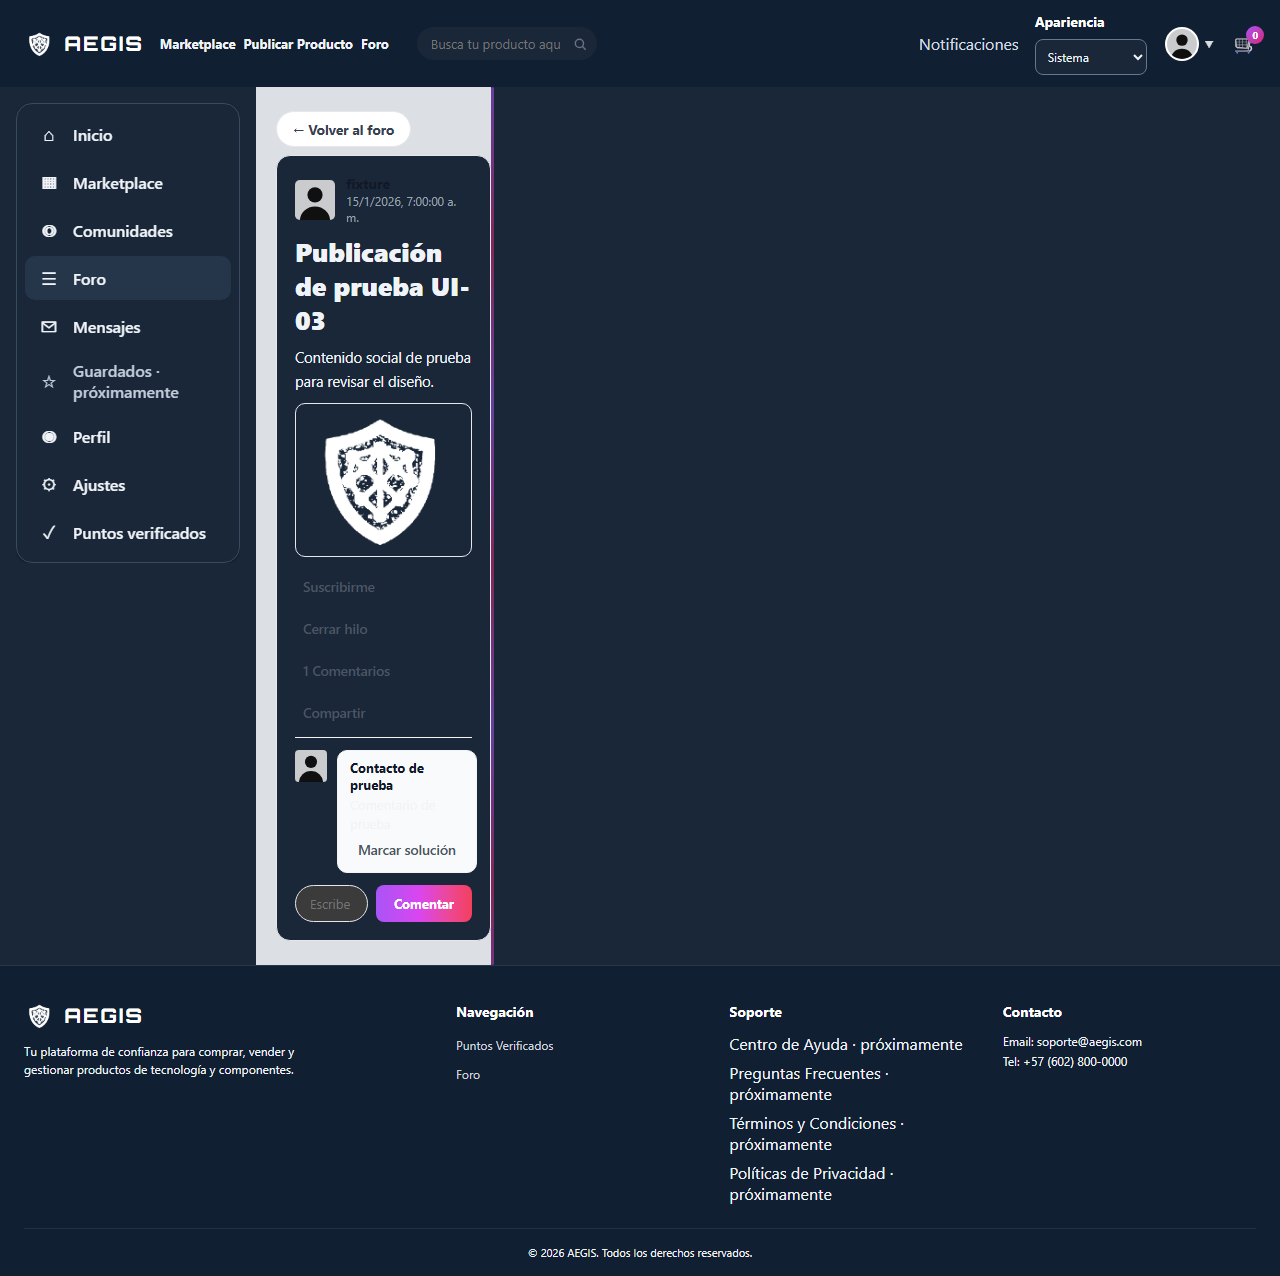 AEGIS
Marketplace Publicar Producto Foro
Busca tu producto aqu
Notificaciones
Apariencia
Sistema
▼
0
Inicio
Marketplace
Comunidades
Foro
Mensajes
Guardados ·
próximamente
Perfil
Ajustes
Puntos verificados
← Volver al foro
fixture
15/1/2026, 7:00:00 a.
m.
Publicación
de prueba UI-
03
Contenido social de prueba
para revisar el diseño.
Suscribirme
Cerrar hilo
1 Comentarios
Compartir
Contacto de
prueba
Comentario de
prueba
Marcar solución
Escribe
Comentar
AEGIS
Tu plataforma de confianza para comprar, vender y
gestionar productos de tecnología y componentes.
Navegación
Puntos Verificados
Foro
Soporte
Centro de Ayuda · próximamente
Preguntas Frecuentes ·
próximamente
Términos y Condiciones ·
próximamente
Políticas de Privacidad ·
próximamente
Contacto
Email: soporte@aegis.com
Tel: +57 (602) 800-0000
© 2026 AEGIS. Todos los derechos reservados.